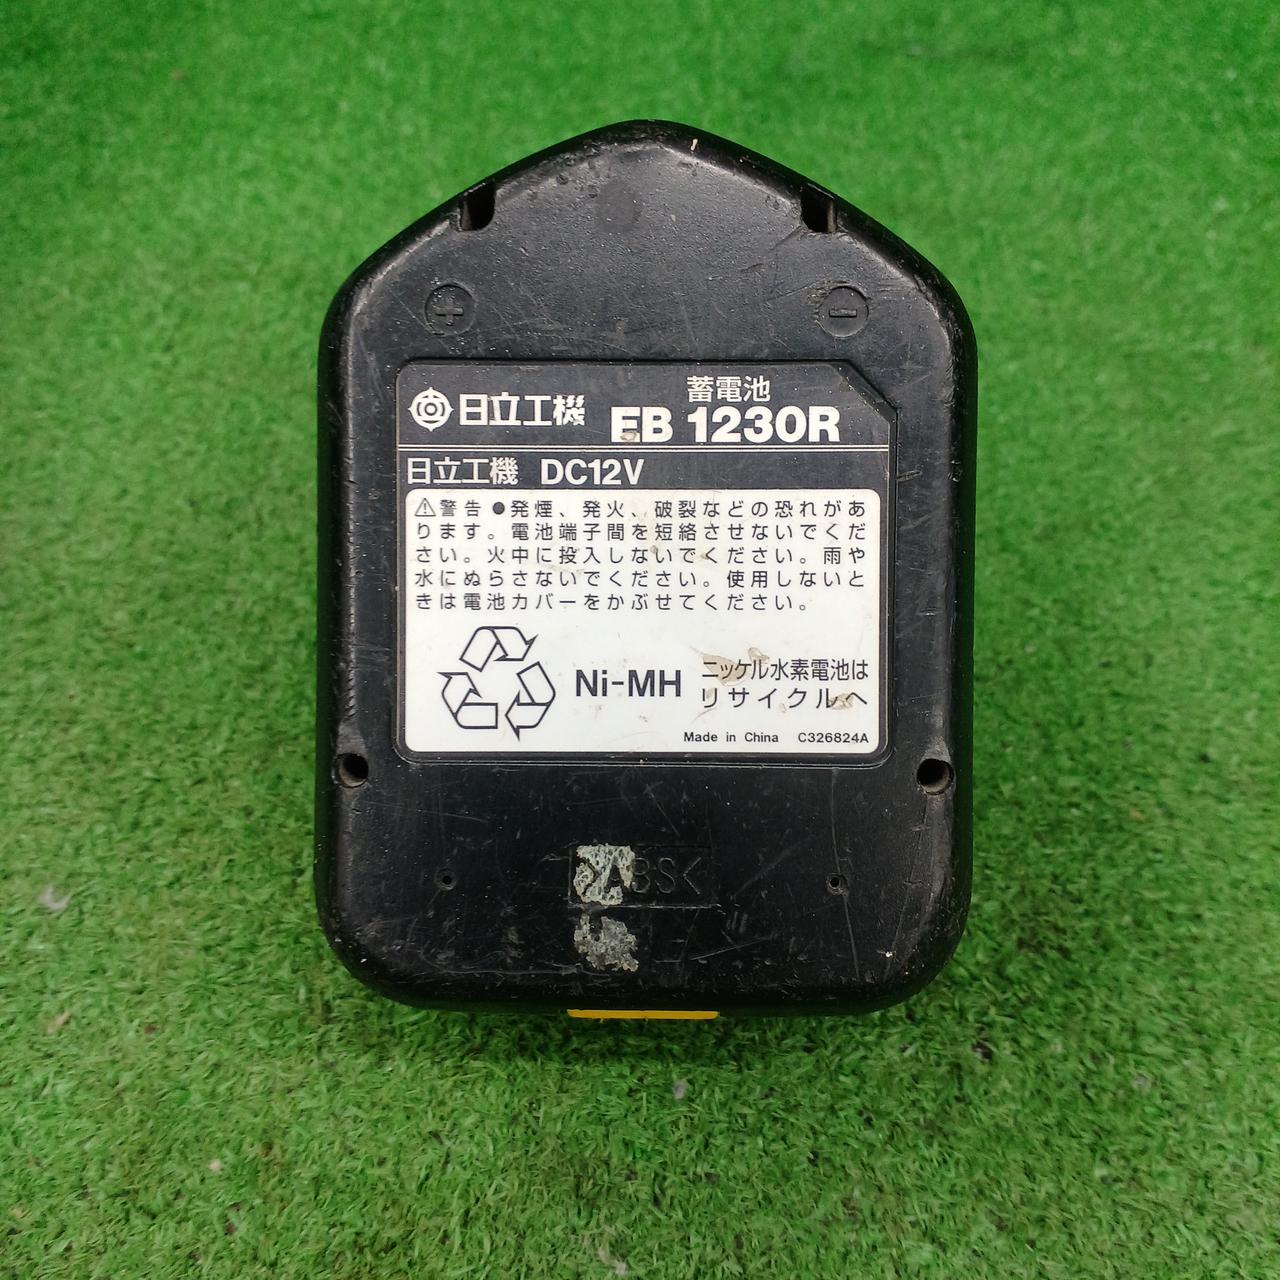 +
-
日立工機
蓄電池
EB 1230R
日立工機 DC12V
⚠警告 ●発煙、発火、破裂などの恐れがあ
ります。電池端子間を短絡させないでくだ
さい。火中に投入しないでください。雨や
水にぬらさないでください。使用しないと
きは電池カバーをかぶせてください。
Ni-MH
ニッケル水素電池は
リサイクルへ
Made in China C326824A
>ABS<